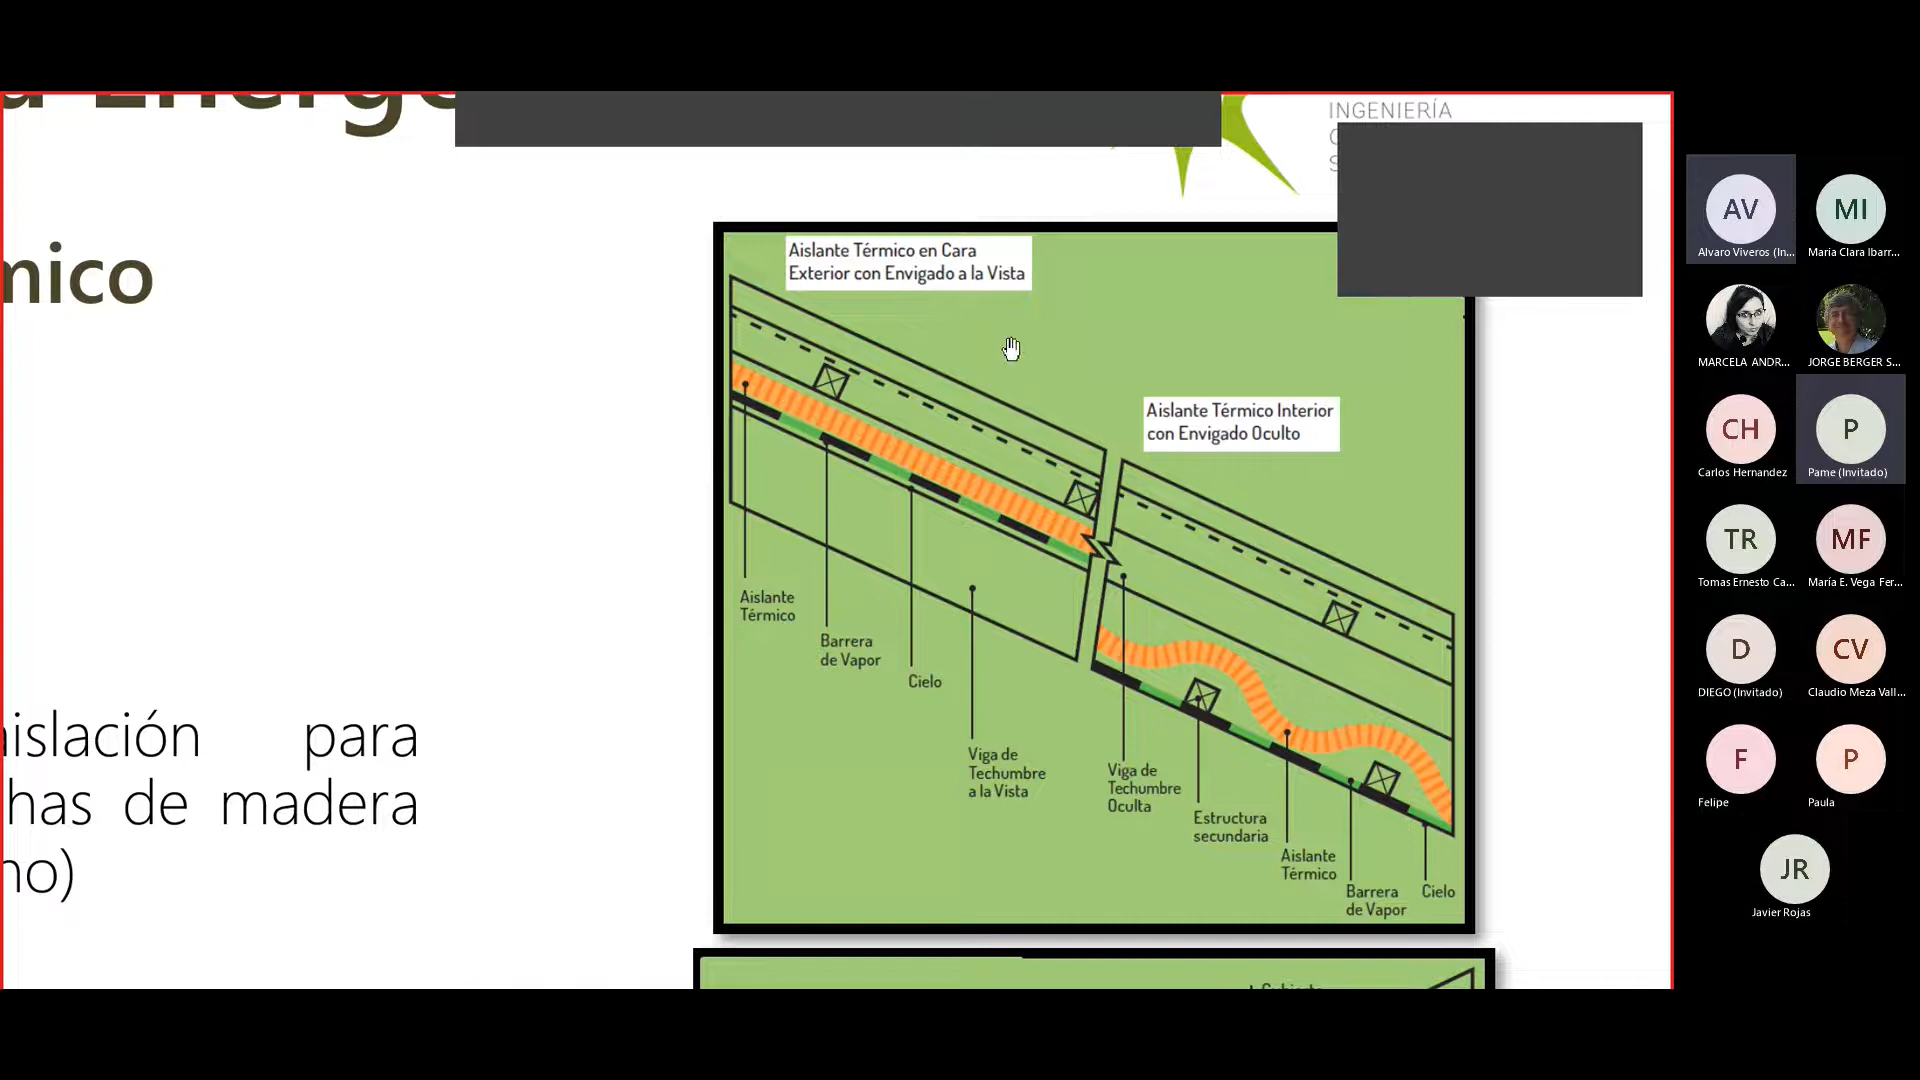 INGENIERÍA
mico
Aislante Térmico en Cara
Exterior con Envigado a la Vista
Aislante Térmico Interior
con Envigado Oculto
Aislante
Térmico
Barrera
de Vapor
Cielo
Viga de
Techumbre
a la Vista
Viga de
Techumbre
Oculta
Estructura
secundaria
Aislante
Térmico
Barrera
de Vapor
Cielo
aislación para
has de madera
no)
AV
Alvaro Viveros (In...
MI
Maria Clara Ibarr...
MARCELA ANDR...
JORGE BERGER S...
CH
Carlos Hernandez
P
Pame (Invitado)
TR
Tomas Ernesto Ca...
MF
María E. Vega Fer...
D
DIEGO (Invitado)
CV
Claudio Meza Vall...
F
Felipe
P
Paula
JR
Javier Rojas